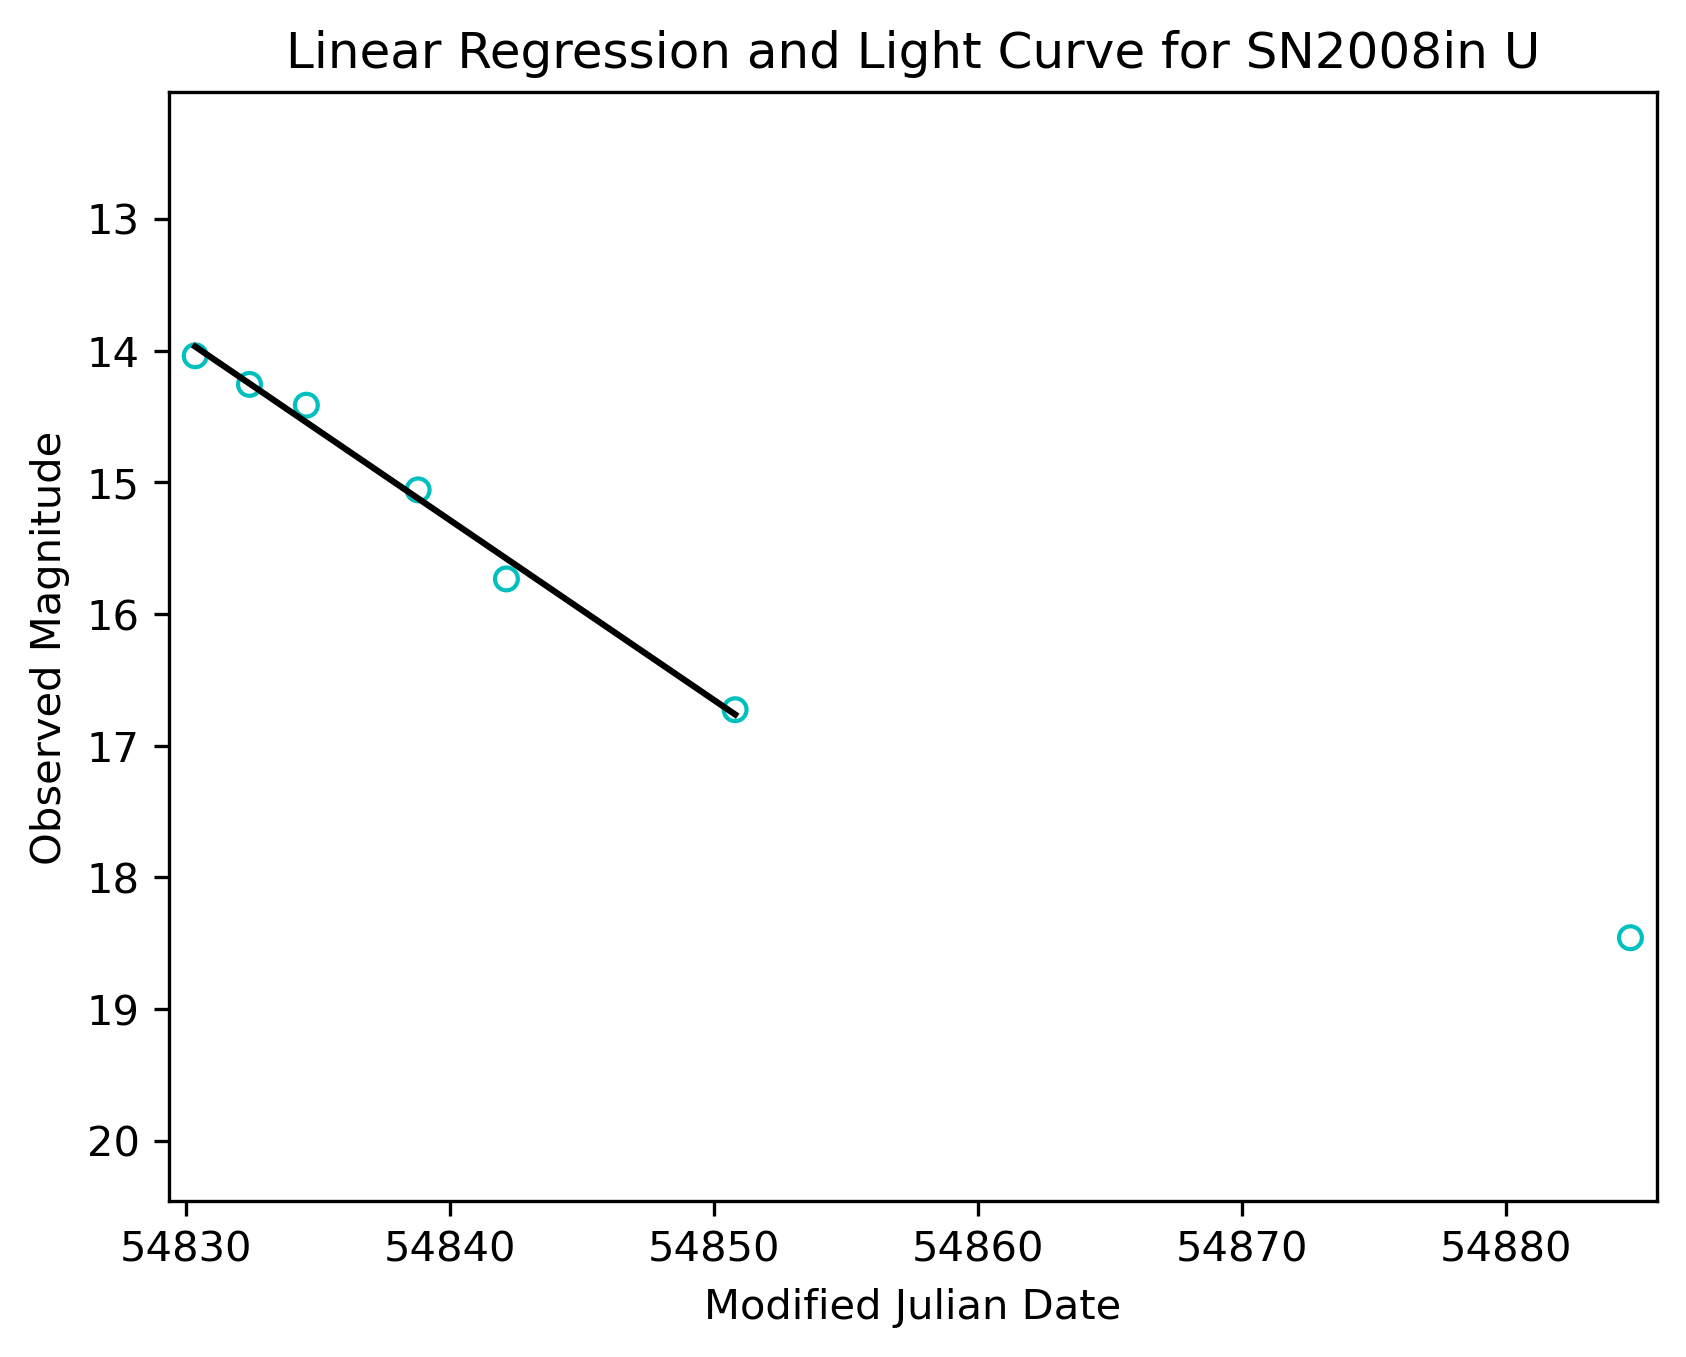 Linear Regression and Light Curve for SN2008in U
13
14
15
16
17
18
19
20
Observed Magnitude
54830 54840 54850 54860 54870 54880
Modified Julian Date